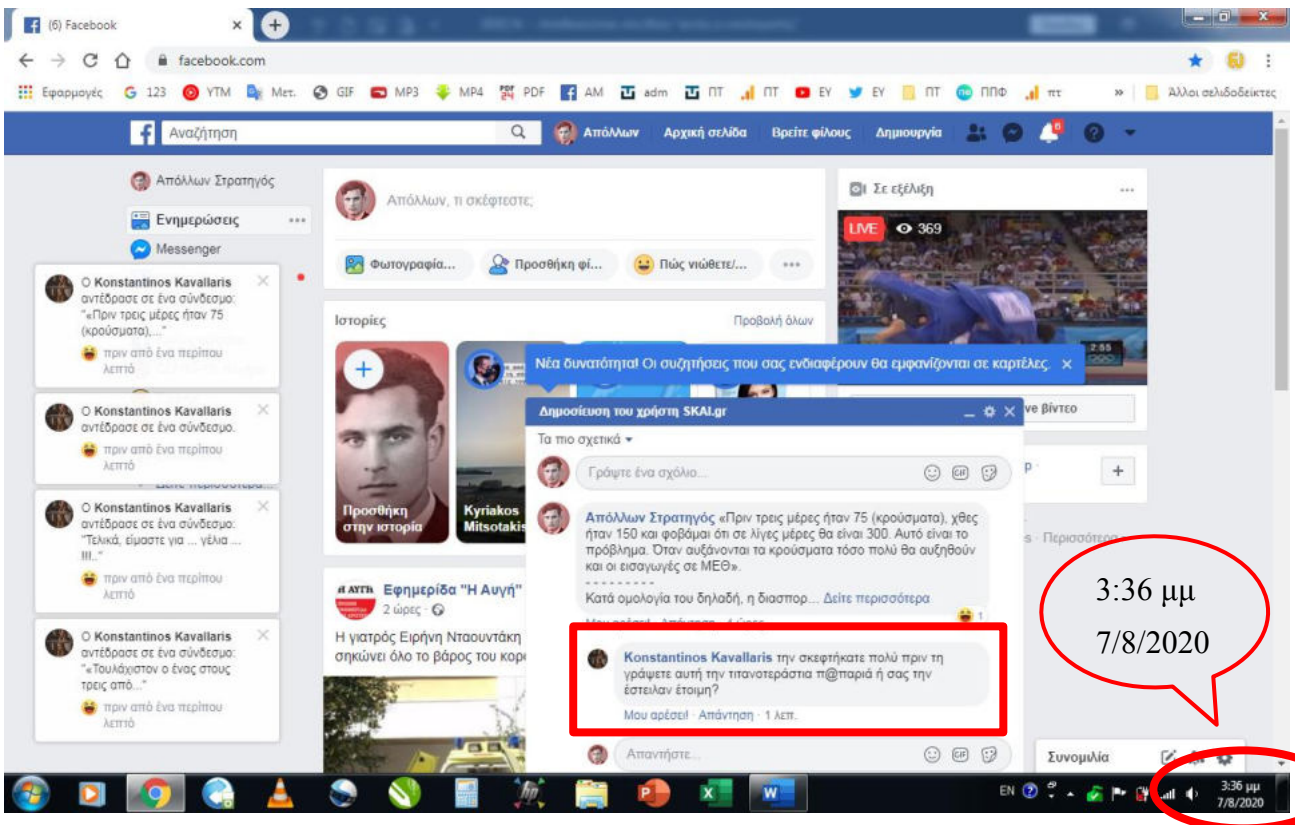 (6) Facebook
facebook.com
Εφαρμογές 123 YTM Μετ. GIF MP3 MP4 PDF AM adm ΠΤ ΠΤ ΕΥ ΕΥ ΠΤ ΠΠΦ πτ » Άλλοι σελιδοδείκτες
Αναζήτηση
Απόλλων Αρχική σελίδα Βρείτε φίλους Δημιουργία
Απόλλων Στρατηγός
Ενημερώσεις
Messenger
Ο Konstantinos Kavallaris
αντέδρασε σε ένα σύνδεσμο:
"«Πριν τρεις μέρες ήταν 75
(κρούσματα),..."
πριν από ένα περίπου
λεπτό
Ο Konstantinos Kavallaris
αντέδρασε σε ένα σύνδεσμο.
πριν από ένα περίπου
λεπτό
Ο Konstantinos Kavallaris
αντέδρασε σε ένα σύνδεσμο:
"Τελικά, είμαστε για ... γέλια ...
!!!.."
πριν από ένα περίπου
λεπτό
Ο Konstantinos Kavallaris
αντέδρασε σε ένα σύνδεσμο:
"«Τουλάχιστον ο ένας στους
τρεις από..."
πριν από ένα περίπου
λεπτό
Απόλλων, τι σκέφτεστε;
Φωτογραφία... Προσθήκη φί... Πώς νιώθετε/...
Ιστορίες Προβολή όλων
Προσθήκη
στην ιστορία
Kyriakos
Mitsotakis
Εφημερίδα "Η Αυγή"
2 ώρες
Η γιατρός Ειρήνη Νταουντάκη
σηκώνει όλο το βάρος του κορ
Νέα δυνατότητα! Οι συζητήσεις που σας ενδιαφέρουν θα εμφανίζονται σε καρτέλες.
Δημοσίευση του χρήστη SKAI.gr
Τα πιο σχετικά
Γράψτε ένα σχόλιο...
GIF
Απόλλων Στρατηγός «Πριν τρεις μέρες ήταν 75 (κρούσματα), χθες
ήταν 150 και φοβάμαι ότι σε λίγες μέρες θα είναι 300. Αυτό είναι το
πρόβλημα. Όταν αυξάνονται τα κρούσματα τόσο πολύ θα αυξηθούν
και οι εισαγωγές σε ΜΕΘ».
- - - - - - - - -
Κατά ομολογία του δηλαδή, η διασπορ... Δείτε περισσότερα
1
Konstantinos Kavallaris την σκεφτήκατε πολύ πριν τη
γράψετε αυτή την τιτανοτεράστια π@παριά ή σας την
έστειλαν έτοιμη?
Μου αρέσει! · Απάντηση · 1 λεπ.
Απαντήστε...
GIF
Σε εξέλιξη
LIVE 369
2:55
ve βίντεο
Περισσότερα
3:36 μμ
7/8/2020
Συνομιλία
EN
3:36 μμ
7/8/2020